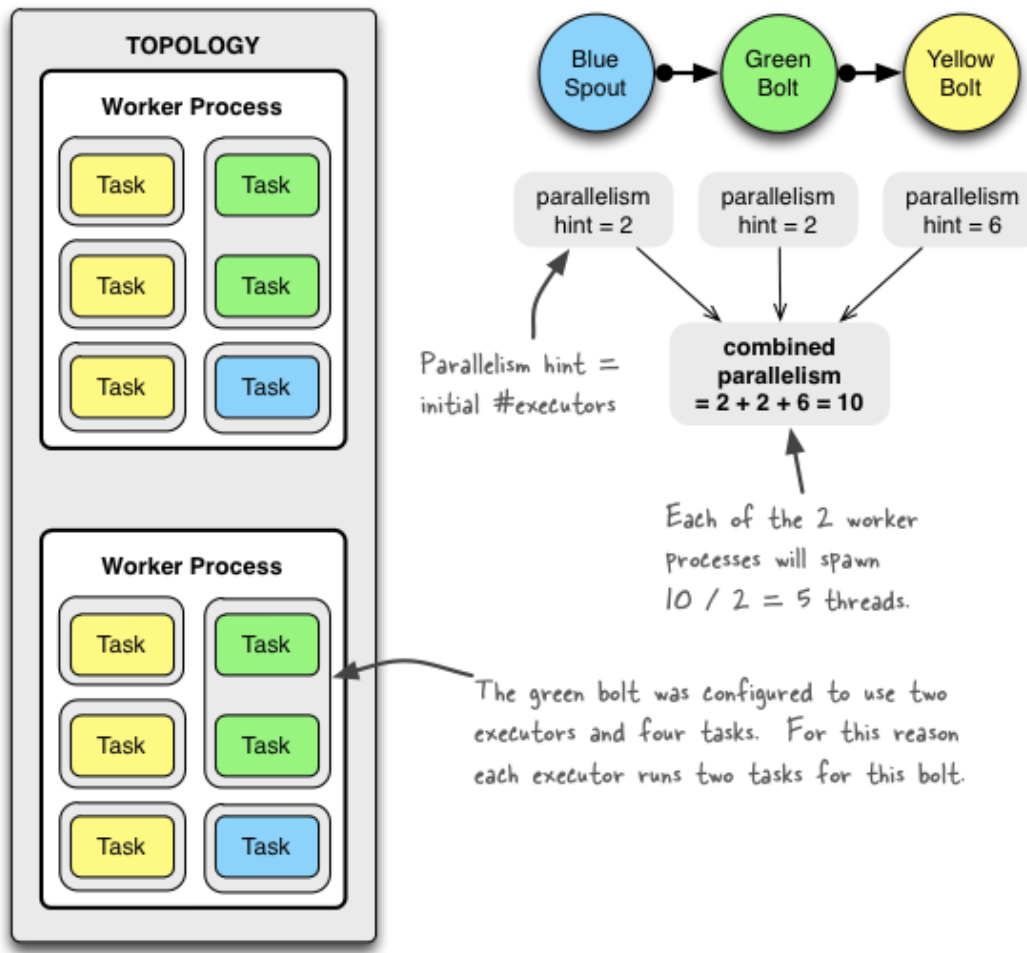 TOPOLOGY
Worker Process
Task
Task
Task
Task
Task
Task
Worker Process
Task
Task
Task
Task
Task
Task
Blue
Spout
Green
Bolt
Yellow
Bolt
parallelism
hint = 2
parallelism
hint = 2
parallelism
hint = 6
Parallelism hint =
initial #executors
combined
parallelism
= 2 + 2 + 6 = 10
Each of the 2 worker
processes will spawn
10 / 2 = 5 threads.
The green bolt was configured to use two
executors and four tasks. For this reason
each executor runs two tasks for this bolt.